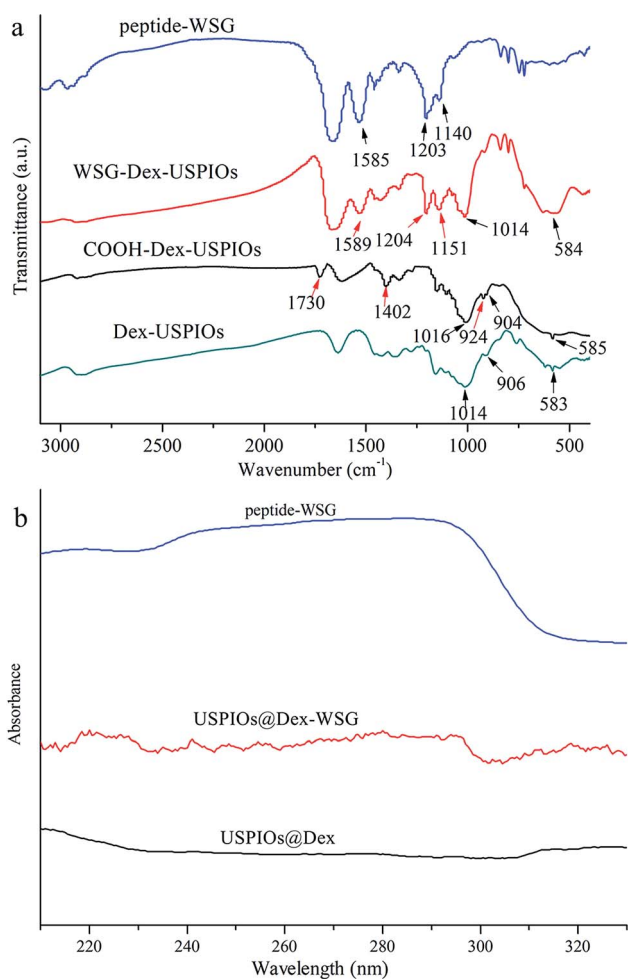 a
peptide-WSG
1585
1203
1140
WSG-Dex-USPIOs
1589
1204
1151
1014
584
COOH-Dex-USPIOs
1730
1402
1016
924
904
585
Dex-USPIOs
1014
906
583
Transmittance (a.u.)
3000 2500 2000 1500 1000 500
Wavenumber (cm⁻¹)
b
peptide-WSG
USPIOs@Dex-WSG
USPIOs@Dex
Absorbance
220 240 260 280 300 320
Wavelength (nm)